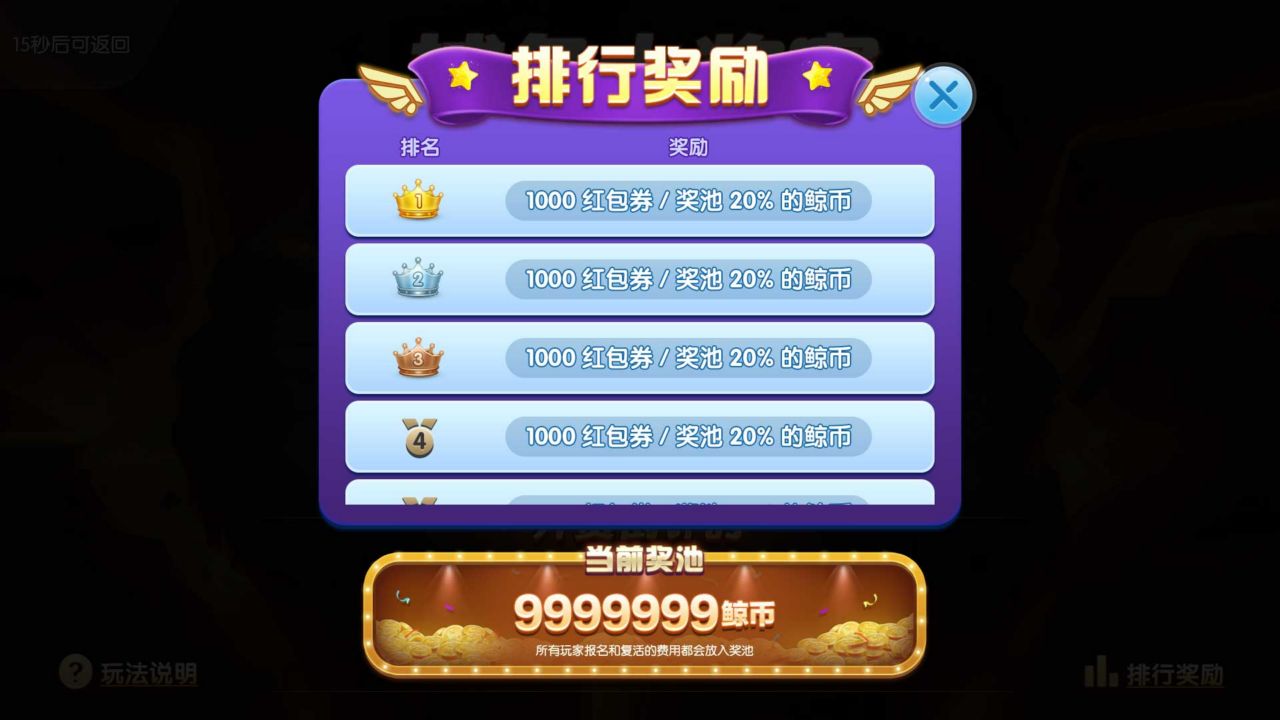 15秒后可返回
排行奖励
排名 奖励
1 1000 红包券 / 奖池 20% 的鲸币
2 1000 红包券 / 奖池 20% 的鲸币
3 1000 红包券 / 奖池 20% 的鲸币
4 1000 红包券 / 奖池 20% 的鲸币
当前奖池
9999999鲸币
所有玩家报名和复活的费用都会放入奖池
? 玩法说明
排行奖励